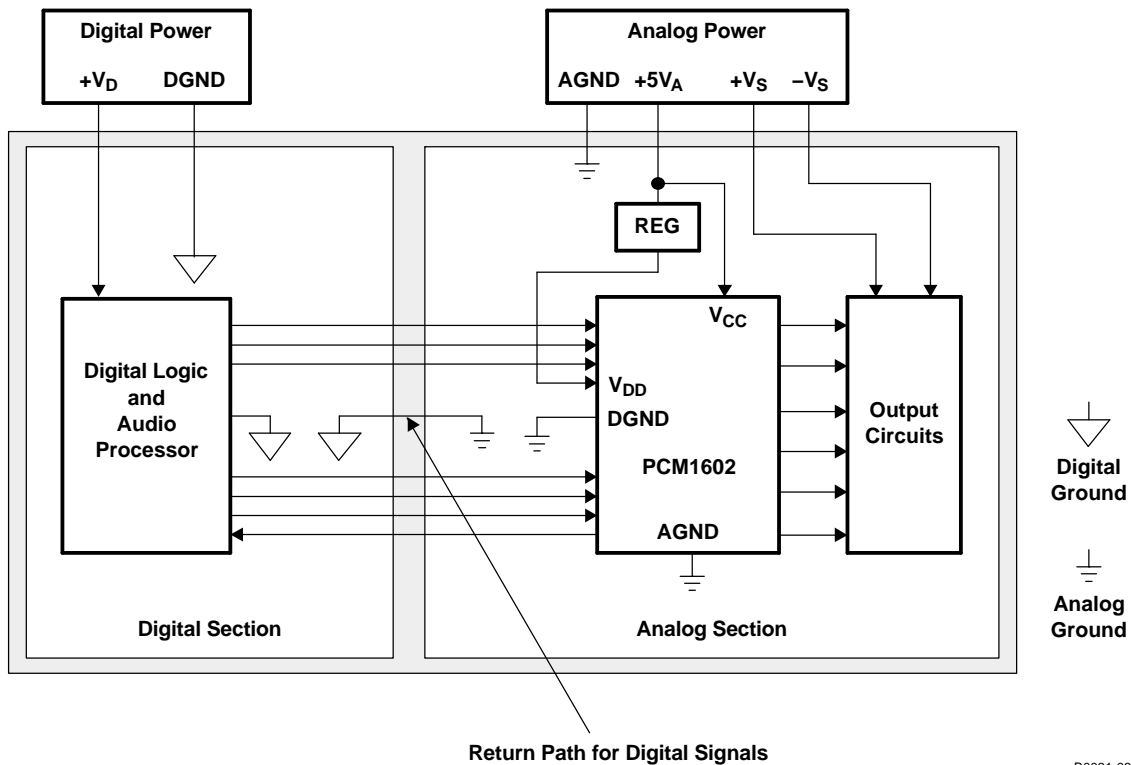 Digital Power
+VD DGND
Analog Power
AGND +5VA +VS –VS
REG
VCC
VDD
DGND
PCM1602
AGND
Digital Logic
and
Audio
Processor
Output
Circuits
Digital Section
Analog Section
Digital
Ground
Analog
Ground
Return Path for Digital Signals